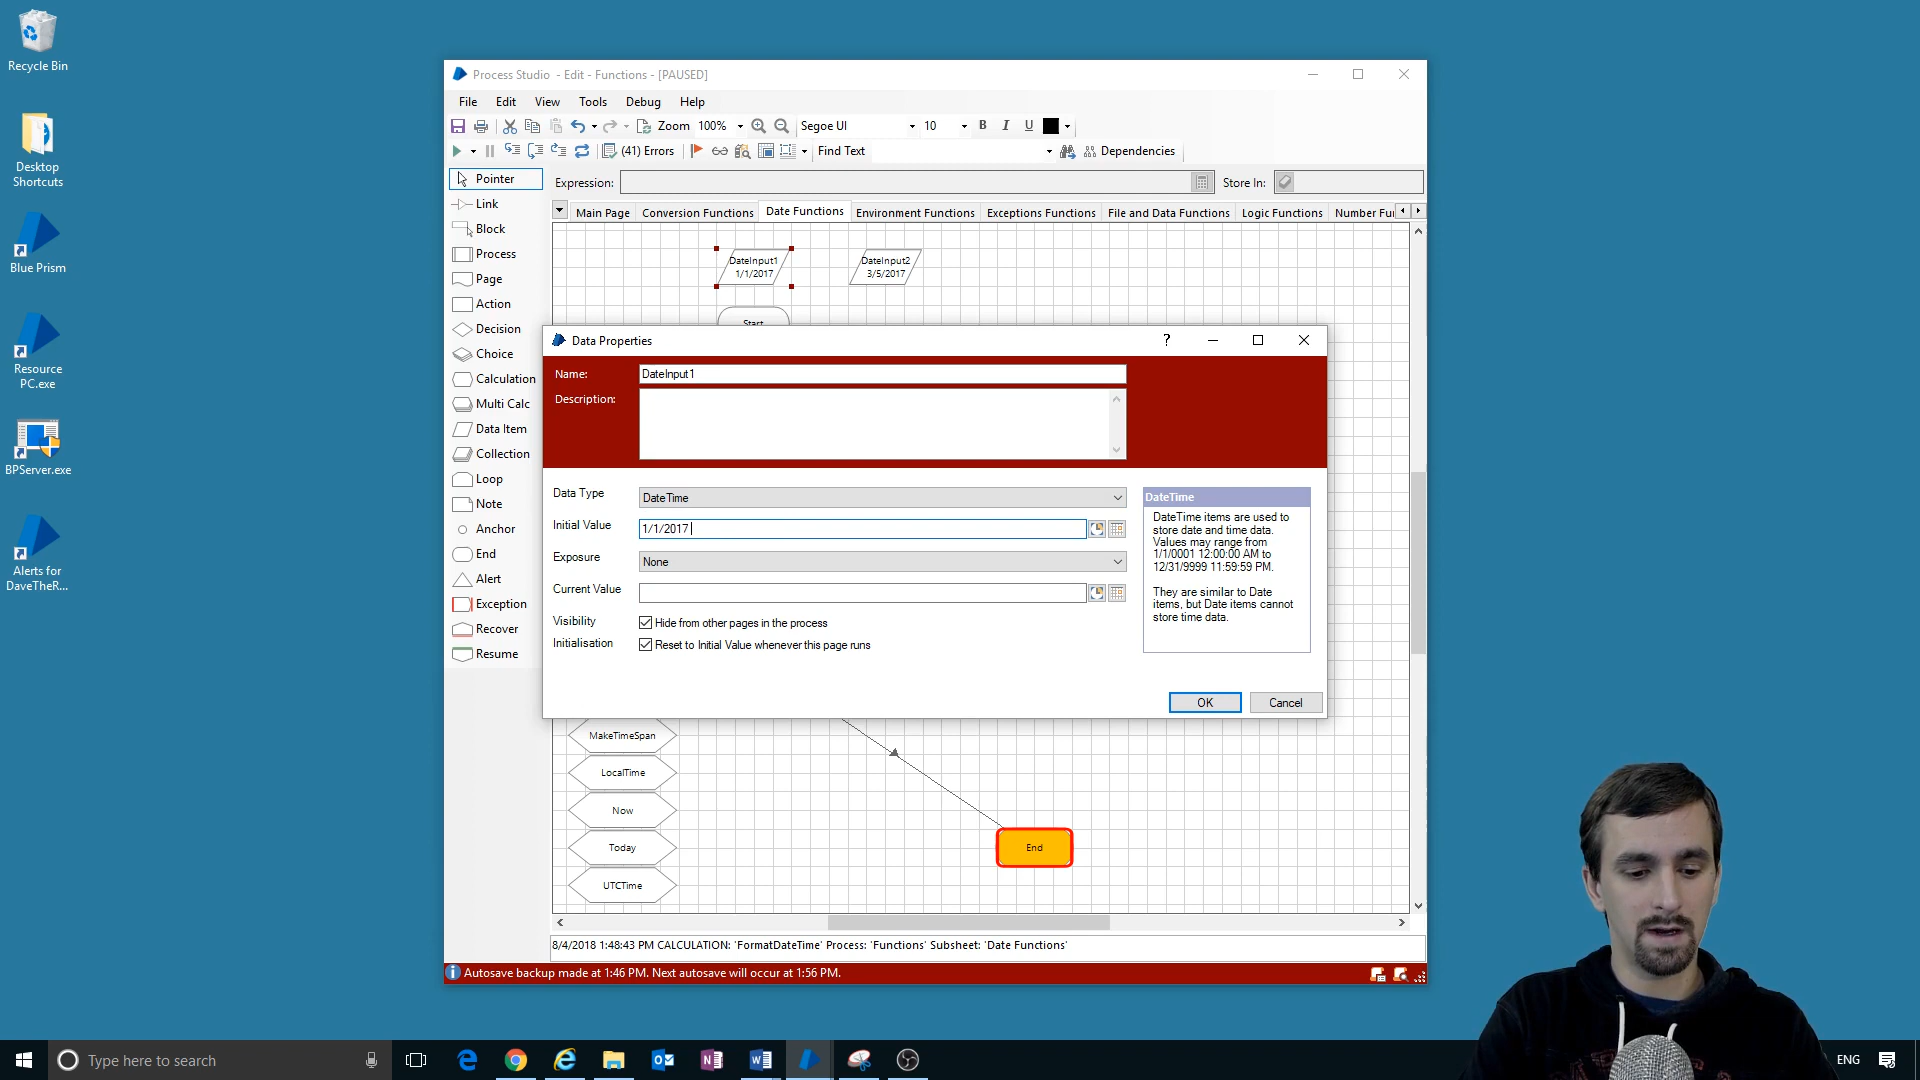 Recycle Bin
Desktop
Shortcuts
Blue Prism
Resource
PC.exe
BPServer.exe
Alerts for
DaveTheR...
Process Studio - Edit - Functions - [PAUSED]
File Edit View Tools Debug Help
Zoom 100% Segoe UI 10 B I U
(41) Errors Find Text Dependencies
Pointer
Link
Block
Process
Page
Action
Decision
Choice
Calculation
Multi Calc
Data Item
Collection
Loop
Note
Anchor
End
Alert
Exception
Recover
Resume
Expression: Store In:
Main Page Conversion Functions Date Functions Environment Functions Exceptions Functions File and Data Functions Logic Functions Number Fu
DateInput1
1/1/2017
DateInput2
3/5/2017
Start
Data Properties
?
Name: DateInput1
Description:
Data Type DateTime
Initial Value 1/1/2017
Exposure None
Current Value
Visibility Hide from other pages in the process
Initialisation Reset to Initial Value whenever this page runs
DateTime
DateTime items are used to
store date and time data.
Values may range from
1/1/0001 12:00:00 AM to
12/31/9999 11:59:59 PM.
They are similar to Date
items, but Date items cannot
store time data.
OK Cancel
MakeTimeSpan
LocalTime
Now
Today
UTCTime
End
8/4/2018 1:48:43 PM CALCULATION: 'FormatDateTime' Process: 'Functions' Subsheet: 'Date Functions'
Autosave backup made at 1:46 PM. Next autosave will occur at 1:56 PM.
Type here to search
ENG